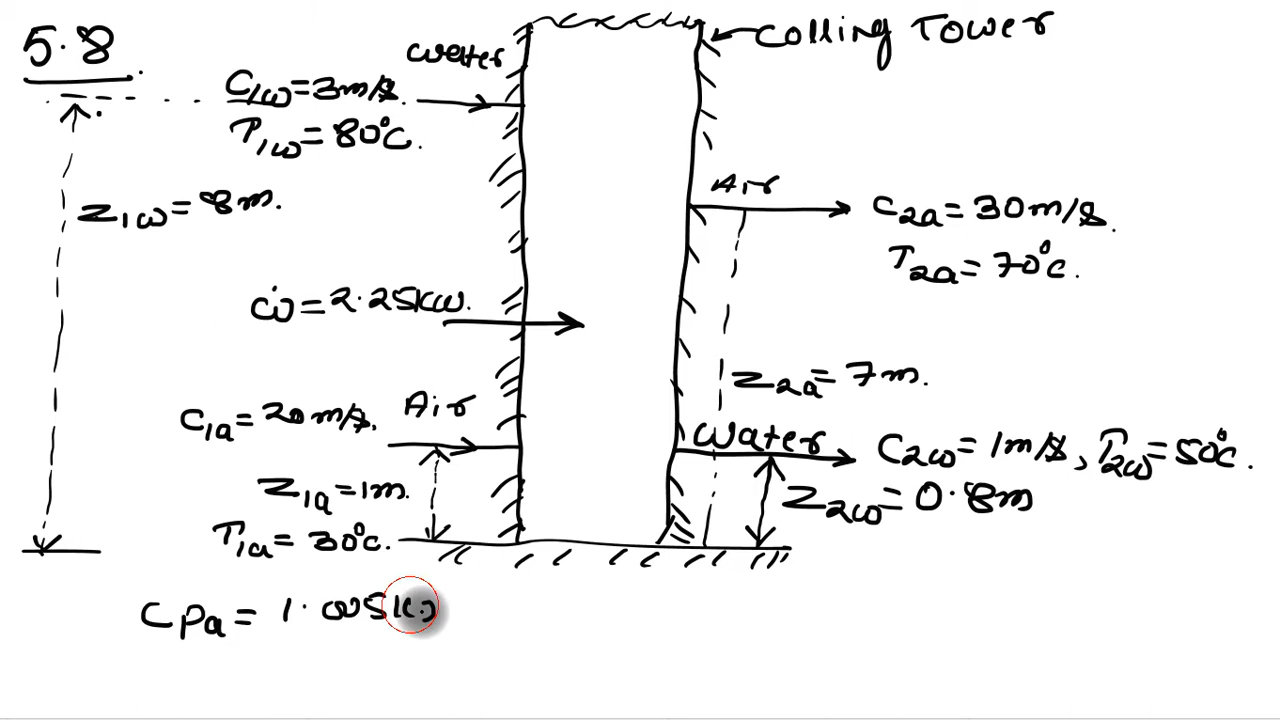 5.8
Colling Tower
Water
C1w = 3m/s.
T1w = 80°C.
Z1w = 8m.
Air
C2a = 30m/s.
T2a = 70°C.
ẇ = 2.25kw.
Z2a = 7m.
C1a = 20m/s.
Air
Water
C2w = 1m/s, T2w = 50°C.
Z1a = 1m.
Z2w = 0.8m
T1a = 30°C.
CPa = 1.005